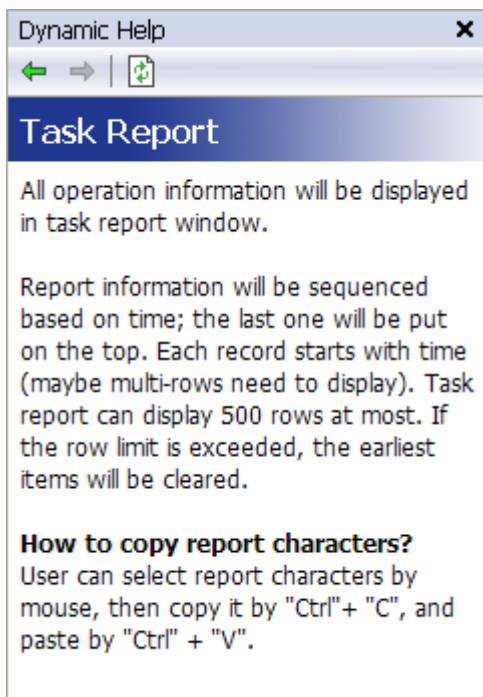 Dynamic Help
Task Report
All operation information will be displayed
in task report window.
Report information will be sequenced
based on time; the last one will be put
on the top. Each record starts with time
(maybe multi-rows need to display). Task
report can display 500 rows at most. If
the row limit is exceeded, the earliest
items will be cleared.
How to copy report characters?
User can select report characters by
mouse, then copy it by "Ctrl"+ "C", and
paste by "Ctrl" + "V".